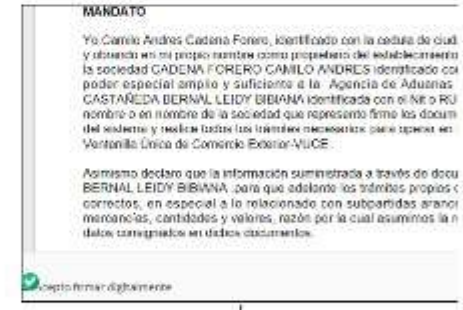 MANDATO
Yo Camilo Andres Cadena Forero, identificado con la cedula de ciud
y obrando en mi propio nombre como propietario del establecimiento
la sociedad CADENA FORERO CAMILO ANDRES identificada co
poder especial amplio y suficiente a la Agencia de Aduanas
CASTAÑEDA BERNAL LEIDY BIBIANA identificada con el Nit o RU
nombre o en nombre de la sociedad que represento firme los docum
del sistema y realice todos los trámites necesarios para operar en
Ventanilla Única de Comercio Exterior-VUCE.
Asimismo declaro que la información suministrada a través de docu
BERNAL LEIDY BIBIANA .para que adelante los trámites propios
correctos, en especial a lo relacionado con subpartidas aranc
mercancías, cantidades y valores, razón por la cual asumimos la r
datos consignados en dichos documentos.
cepto firmar digitalmente